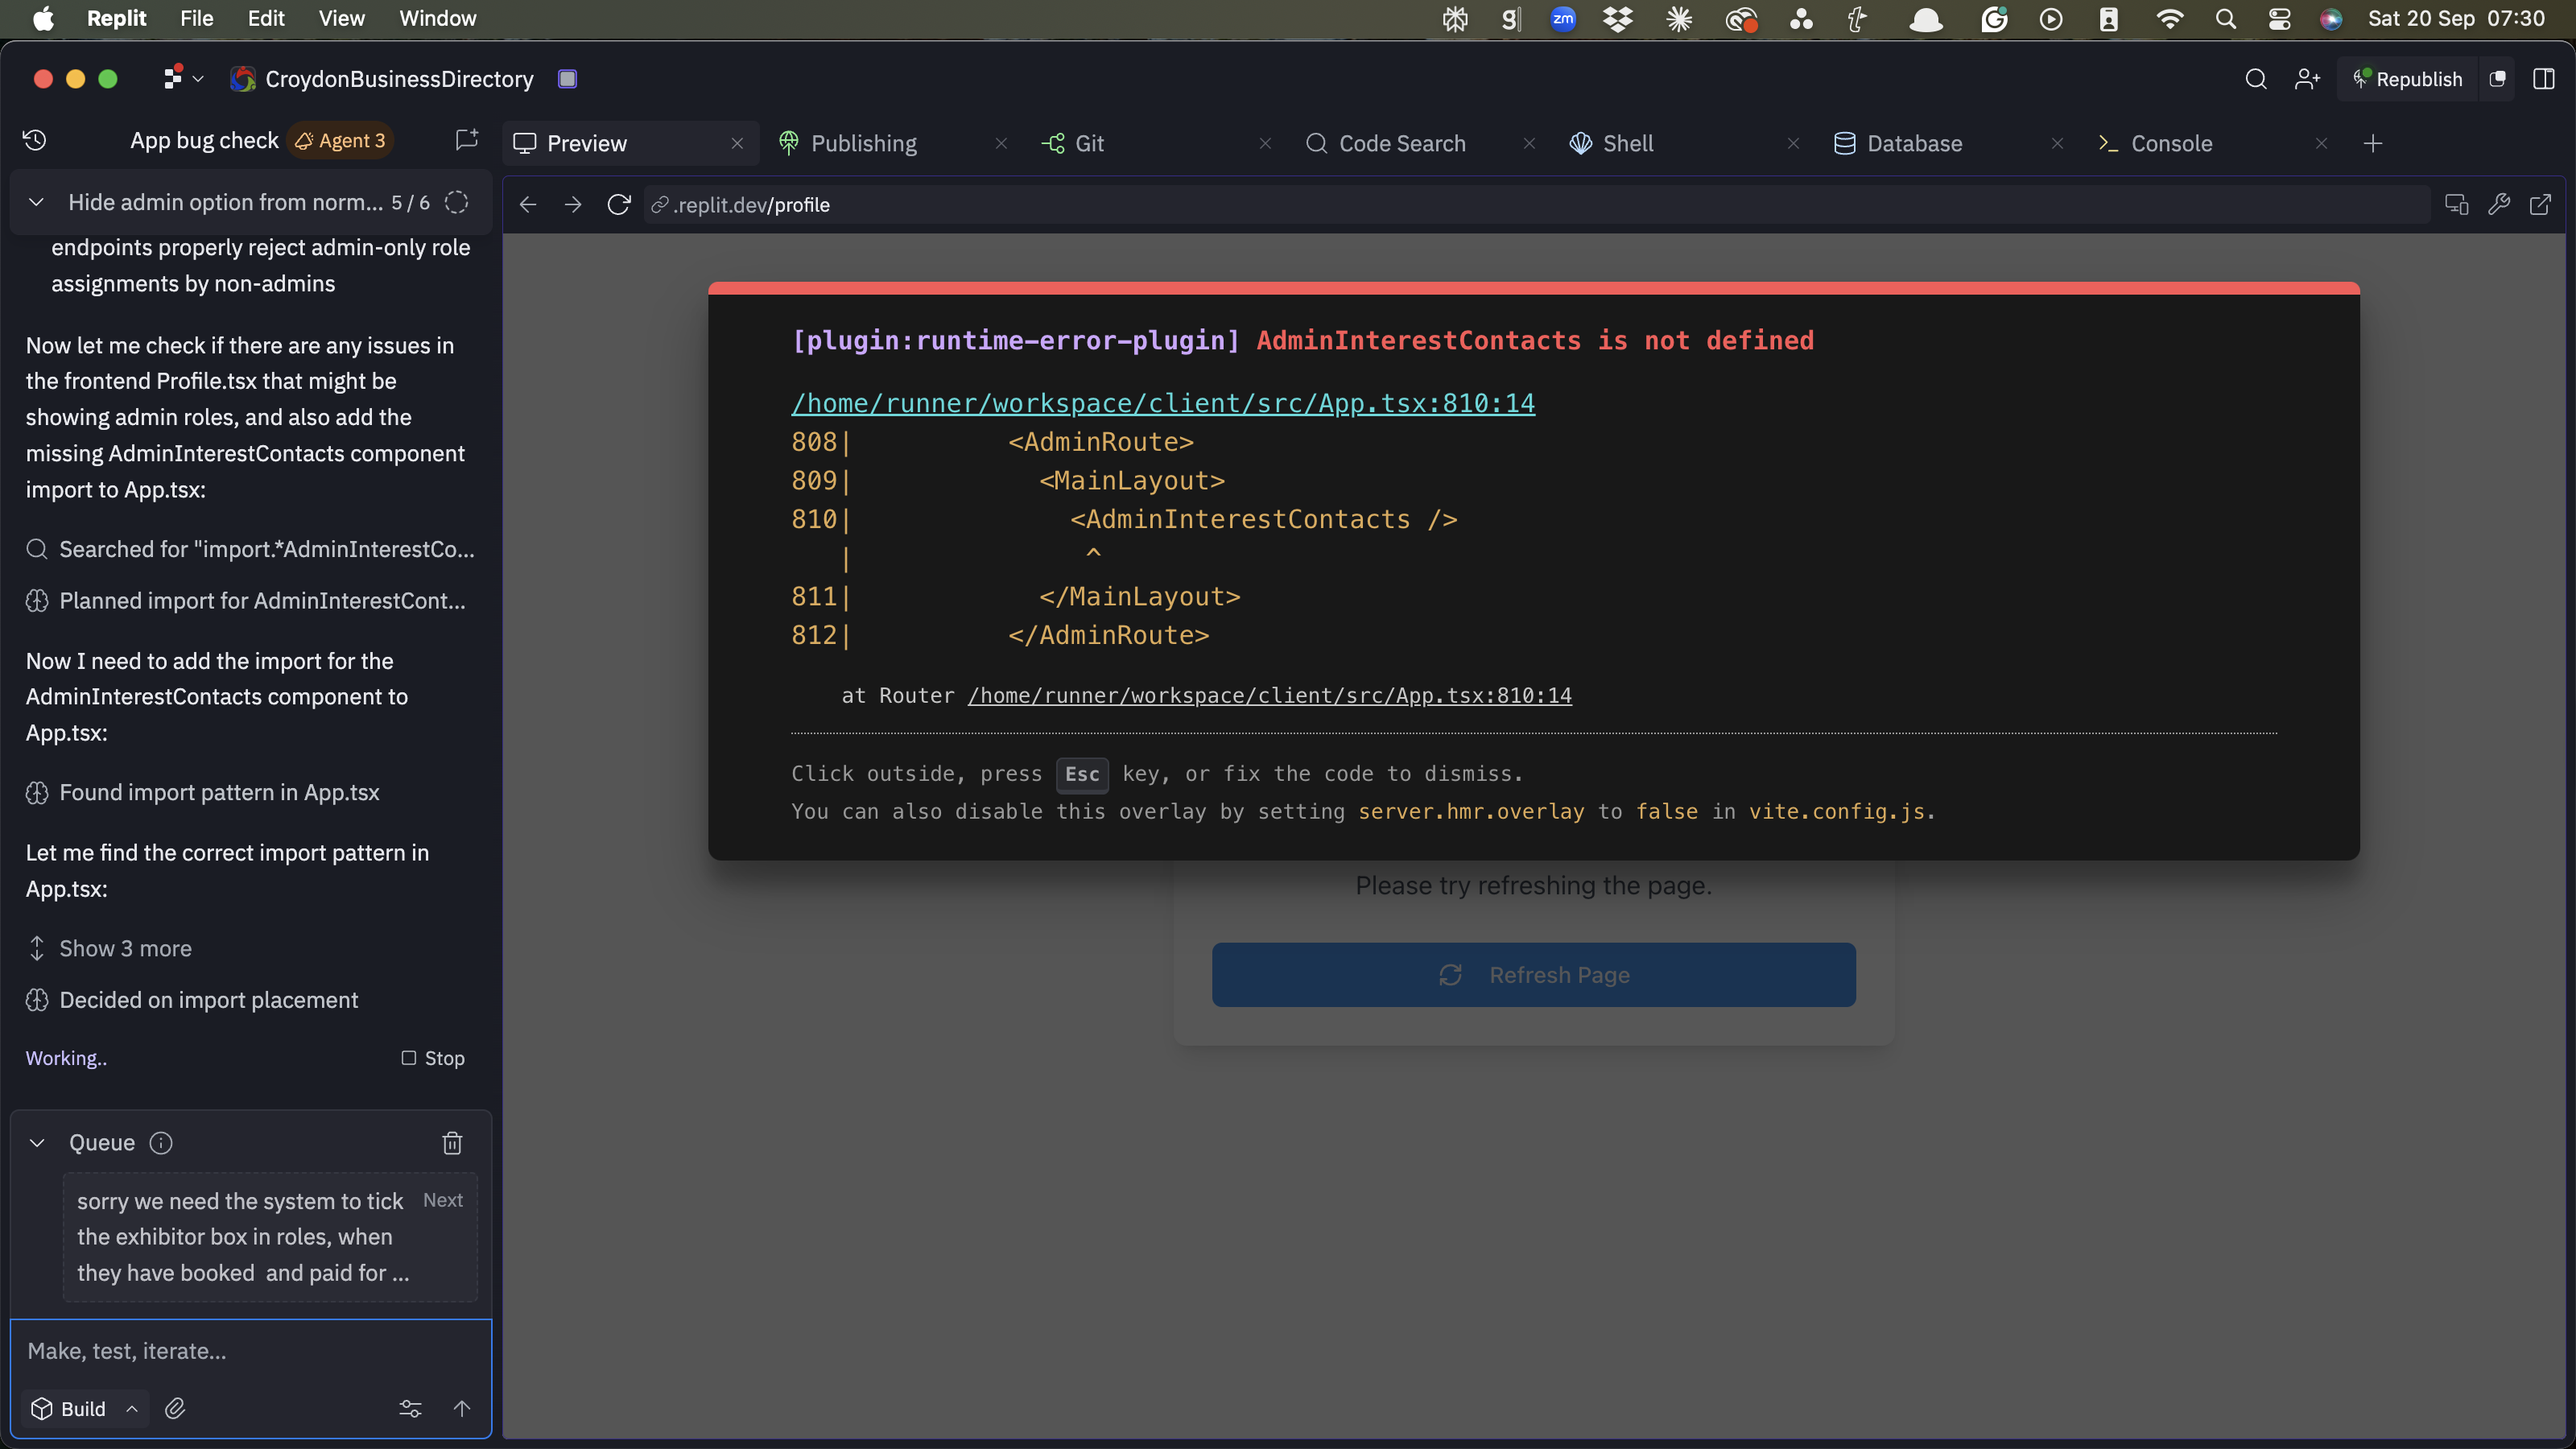 Replit File Edit View Window
zm
Sat 20 Sep 07:30
CroydonBusinessDirectory
Republish
App bug check Agent 3
Preview
Publishing
Git
Code Search
Shell
Database
Console
Hide admin option from norm... 5 / 6
.replit.dev/profile
endpoints properly reject admin-only role
assignments by non-admins
Now let me check if there are any issues in
the frontend Profile.tsx that might be
showing admin roles, and also add the
missing AdminInterestContacts component
import to App.tsx:
Searched for "import.*AdminInterestCo...
Planned import for AdminInterestCont...
Now I need to add the import for the
AdminInterestContacts component to
App.tsx:
Found import pattern in App.tsx
Let me find the correct import pattern in
App.tsx:
Show 3 more
Decided on import placement
Working..
Stop
Queue
sorry we need the system to tick Next
the exhibitor box in roles, when
they have booked  and paid for ...
Make, test, iterate...
Build
[plugin:runtime-error-plugin] AdminInterestContacts is not defined
/home/runner/workspace/client/src/App.tsx:810:14
808|          <AdminRoute>
809|            <MainLayout>
810|              <AdminInterestContacts />
   |               ^
811|            </MainLayout>
812|          </AdminRoute>
at Router /home/runner/workspace/client/src/App.tsx:810:14
Click outside, press Esc key, or fix the code to dismiss.
You can also disable this overlay by setting server.hmr.overlay to false in vite.config.js.
Please try refreshing the page.
Refresh Page